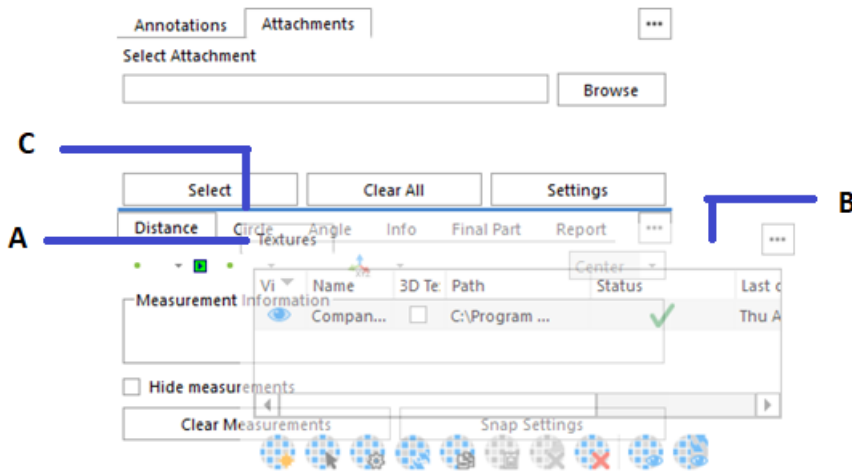 Annotations Attachments ...
Select Attachment
Browse
C
Select Clear All Settings
B
Distance Circle Angle Info Final Part Report ...
A
Textures ...
Center
Vi Name 3D Te: Path Status Last c
Measurement Information
Compan... C:\Program ... Thu A
Hide measurements
Clear Measurements Snap Settings